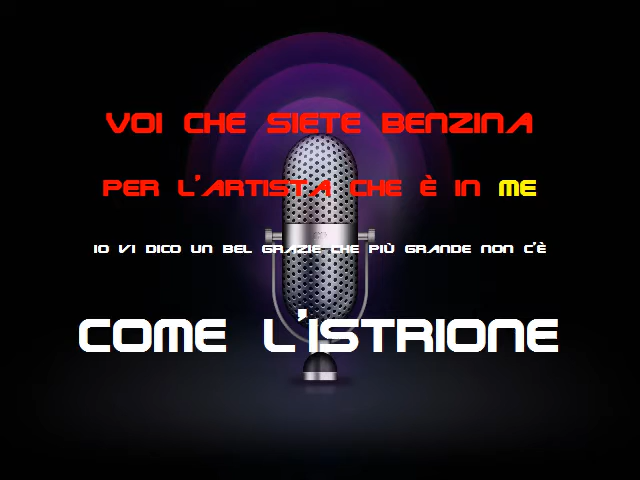 VOI CHE SIETE BENZINA
PER L'ARTISTA CHE È IN ME
IO VI DICO UN BEL GRAZIE CHE PIÙ GRANDE NON C'È
COME L'ISTRIONE